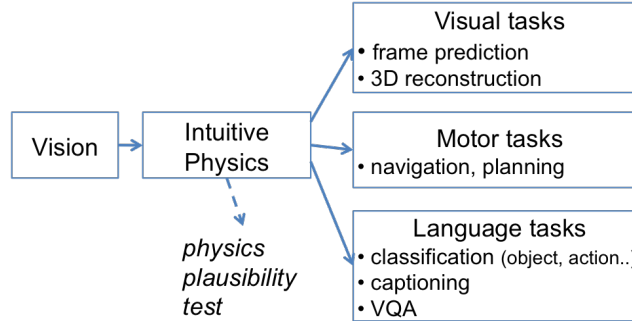 Vision
Intuitive
Physics
physics
plausibility
test
Visual tasks
• frame prediction
• 3D reconstruction
Motor tasks
• navigation, planning
Language tasks
• classification (object, action..)
• captioning
• VQA